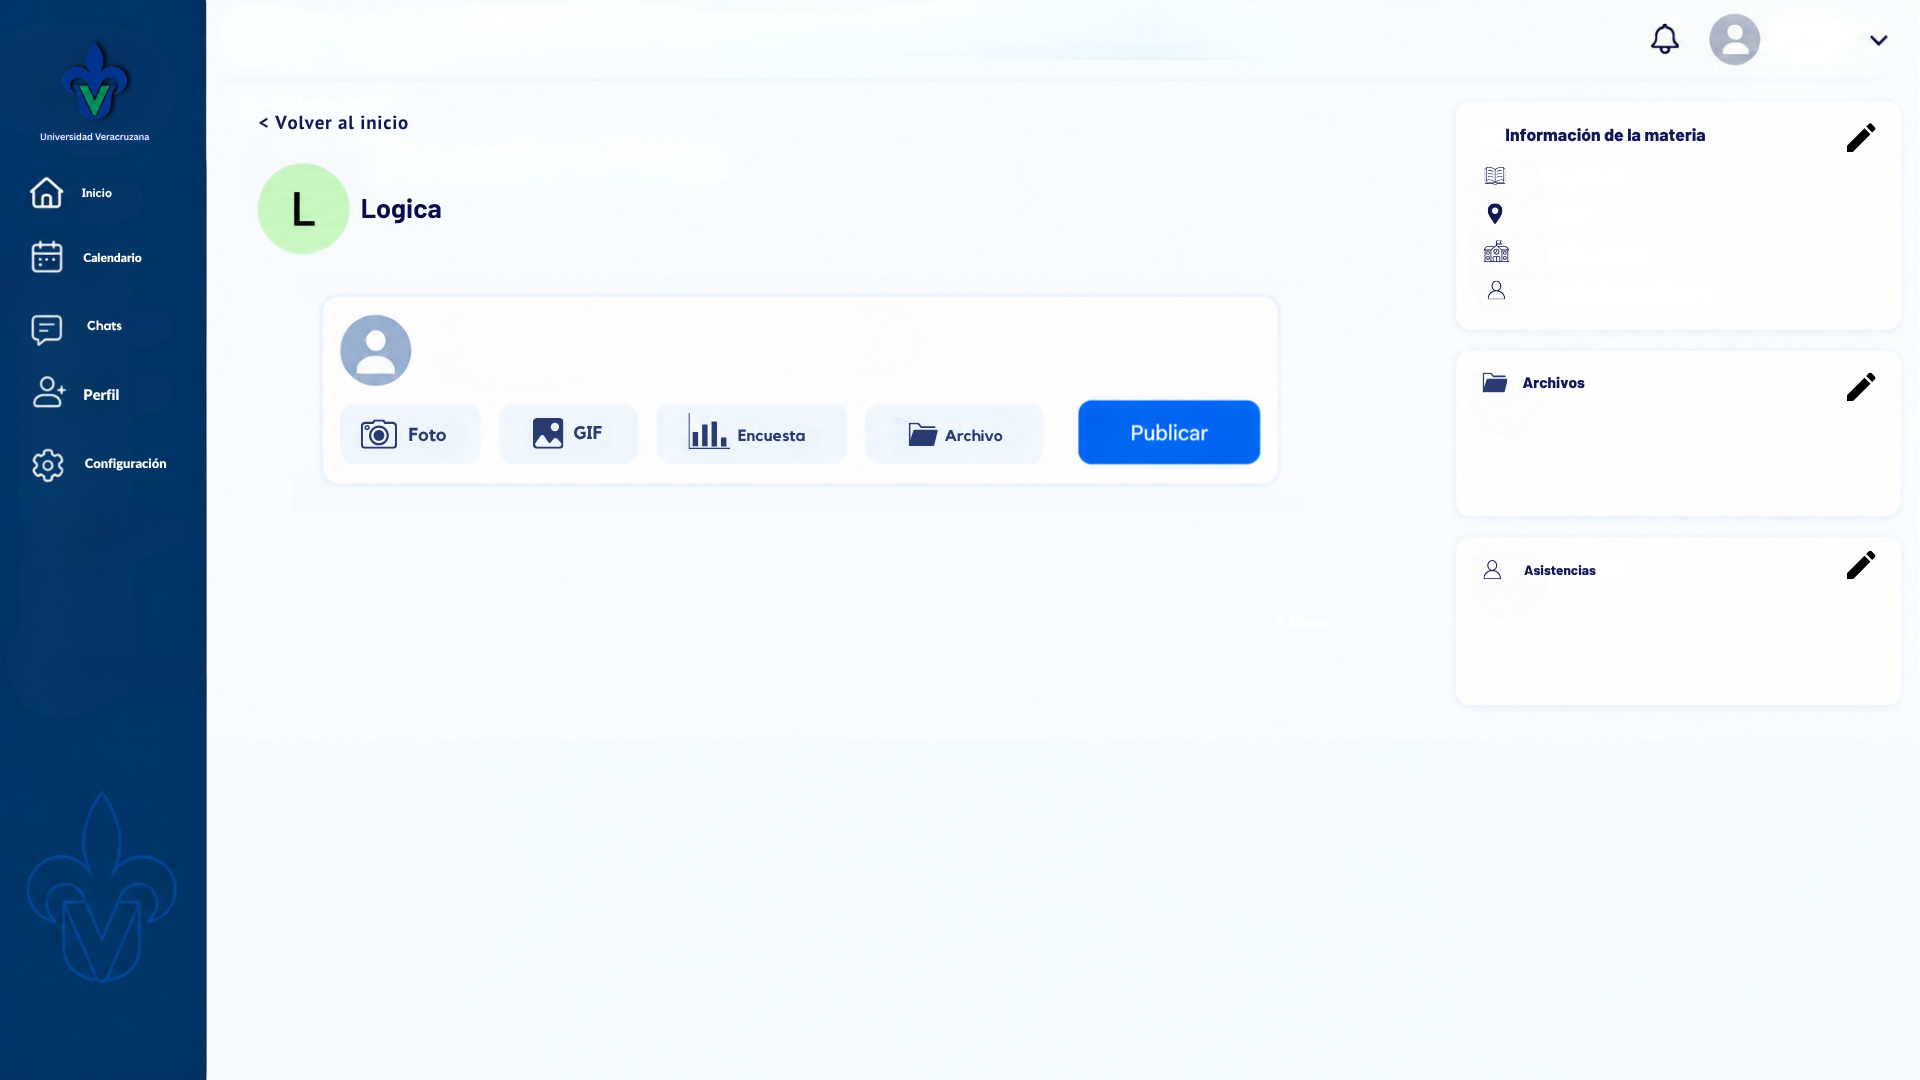 Universidad Veracruzana
Inicio
Calendario
Chats
Perfil
Configuración
< Volver al inicio
L
Logica
Foto
GIF
Encuesta
Archivo
Publicar
Información de la materia
Archivos
Asistencias